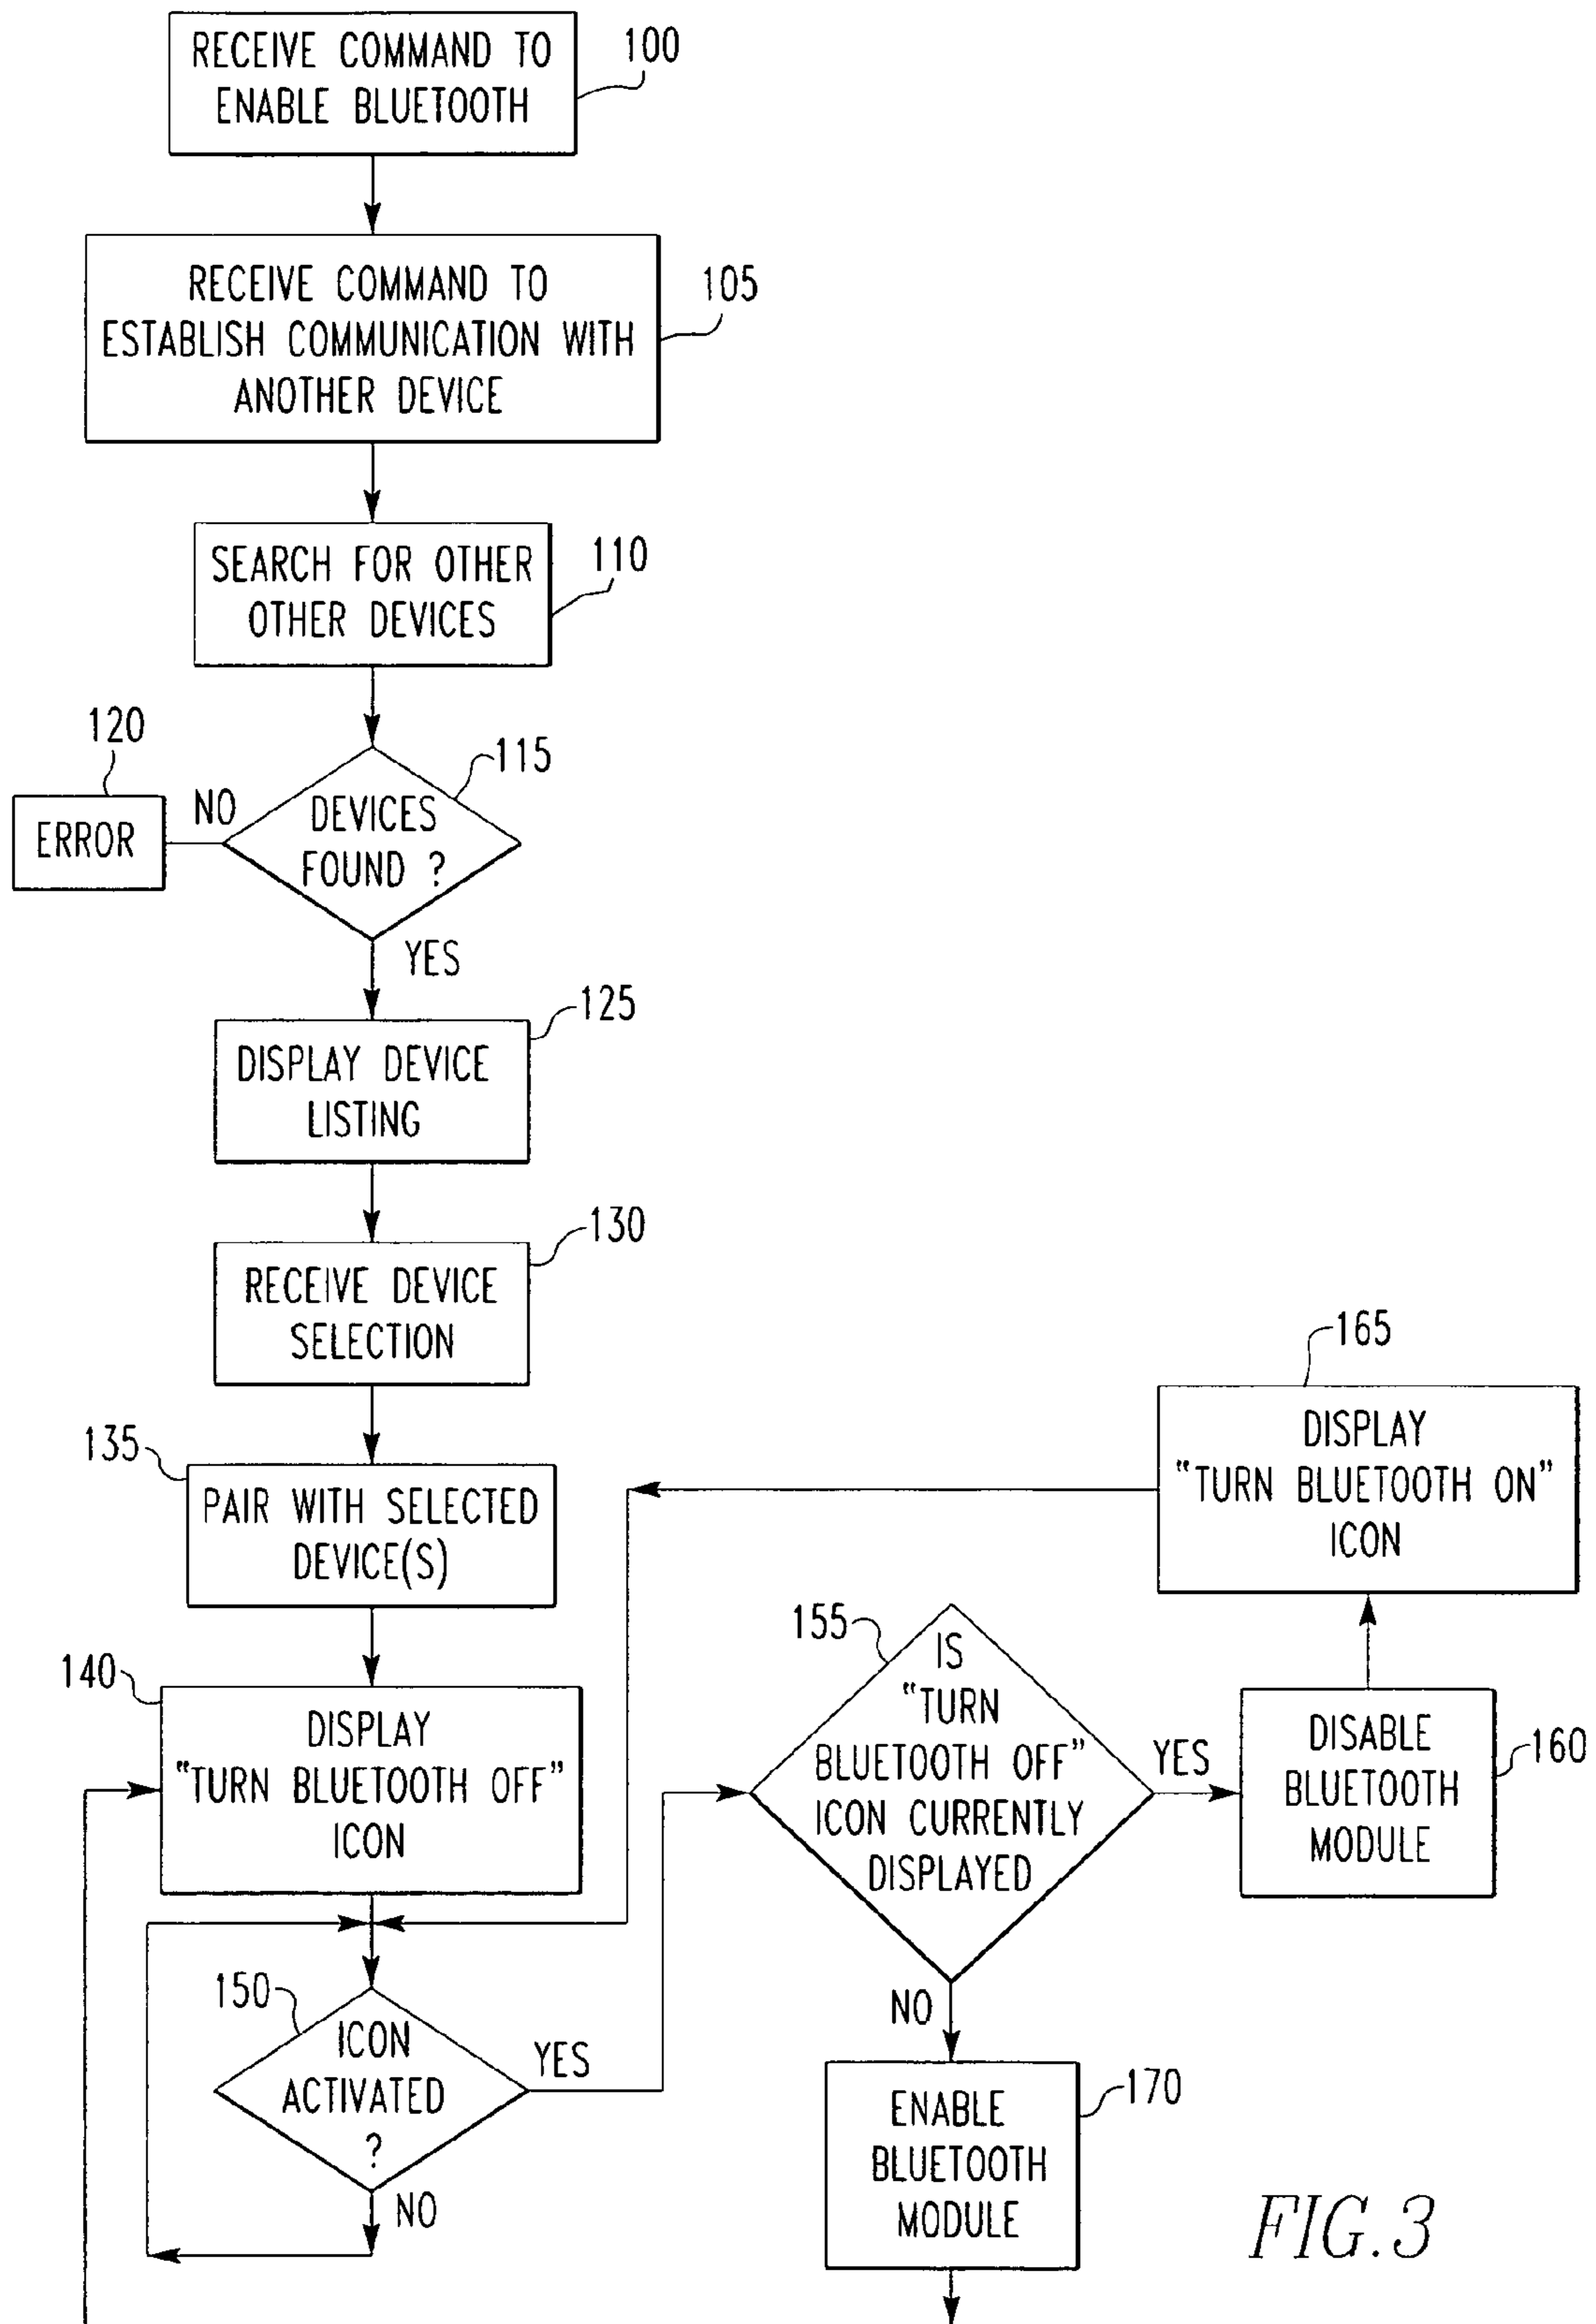 RECEIVE COMMAND TO
ENABLE BLUETOOTH
100
RECEIVE COMMAND TO
ESTABLISH COMMUNICATION WITH
ANOTHER DEVICE
105
SEARCH FOR OTHER
OTHER DEVICES
110
120
ERROR
NO
115
DEVICES
FOUND ?
YES
125
DISPLAY DEVICE
LISTING
130
RECEIVE DEVICE
SELECTION
135
PAIR WITH SELECTED
DEVICE(S)
140
DISPLAY
"TURN BLUETOOTH OFF"
ICON
150
ICON
ACTIVATED
?
YES
NO
155
IS
"TURN
BLUETOOTH OFF"
ICON CURRENTLY
DISPLAYED
YES
160
DISABLE
BLUETOOTH
MODULE
165
DISPLAY
"TURN BLUETOOTH ON"
ICON
NO
170
ENABLE
BLUETOOTH
MODULE
FIG. 3